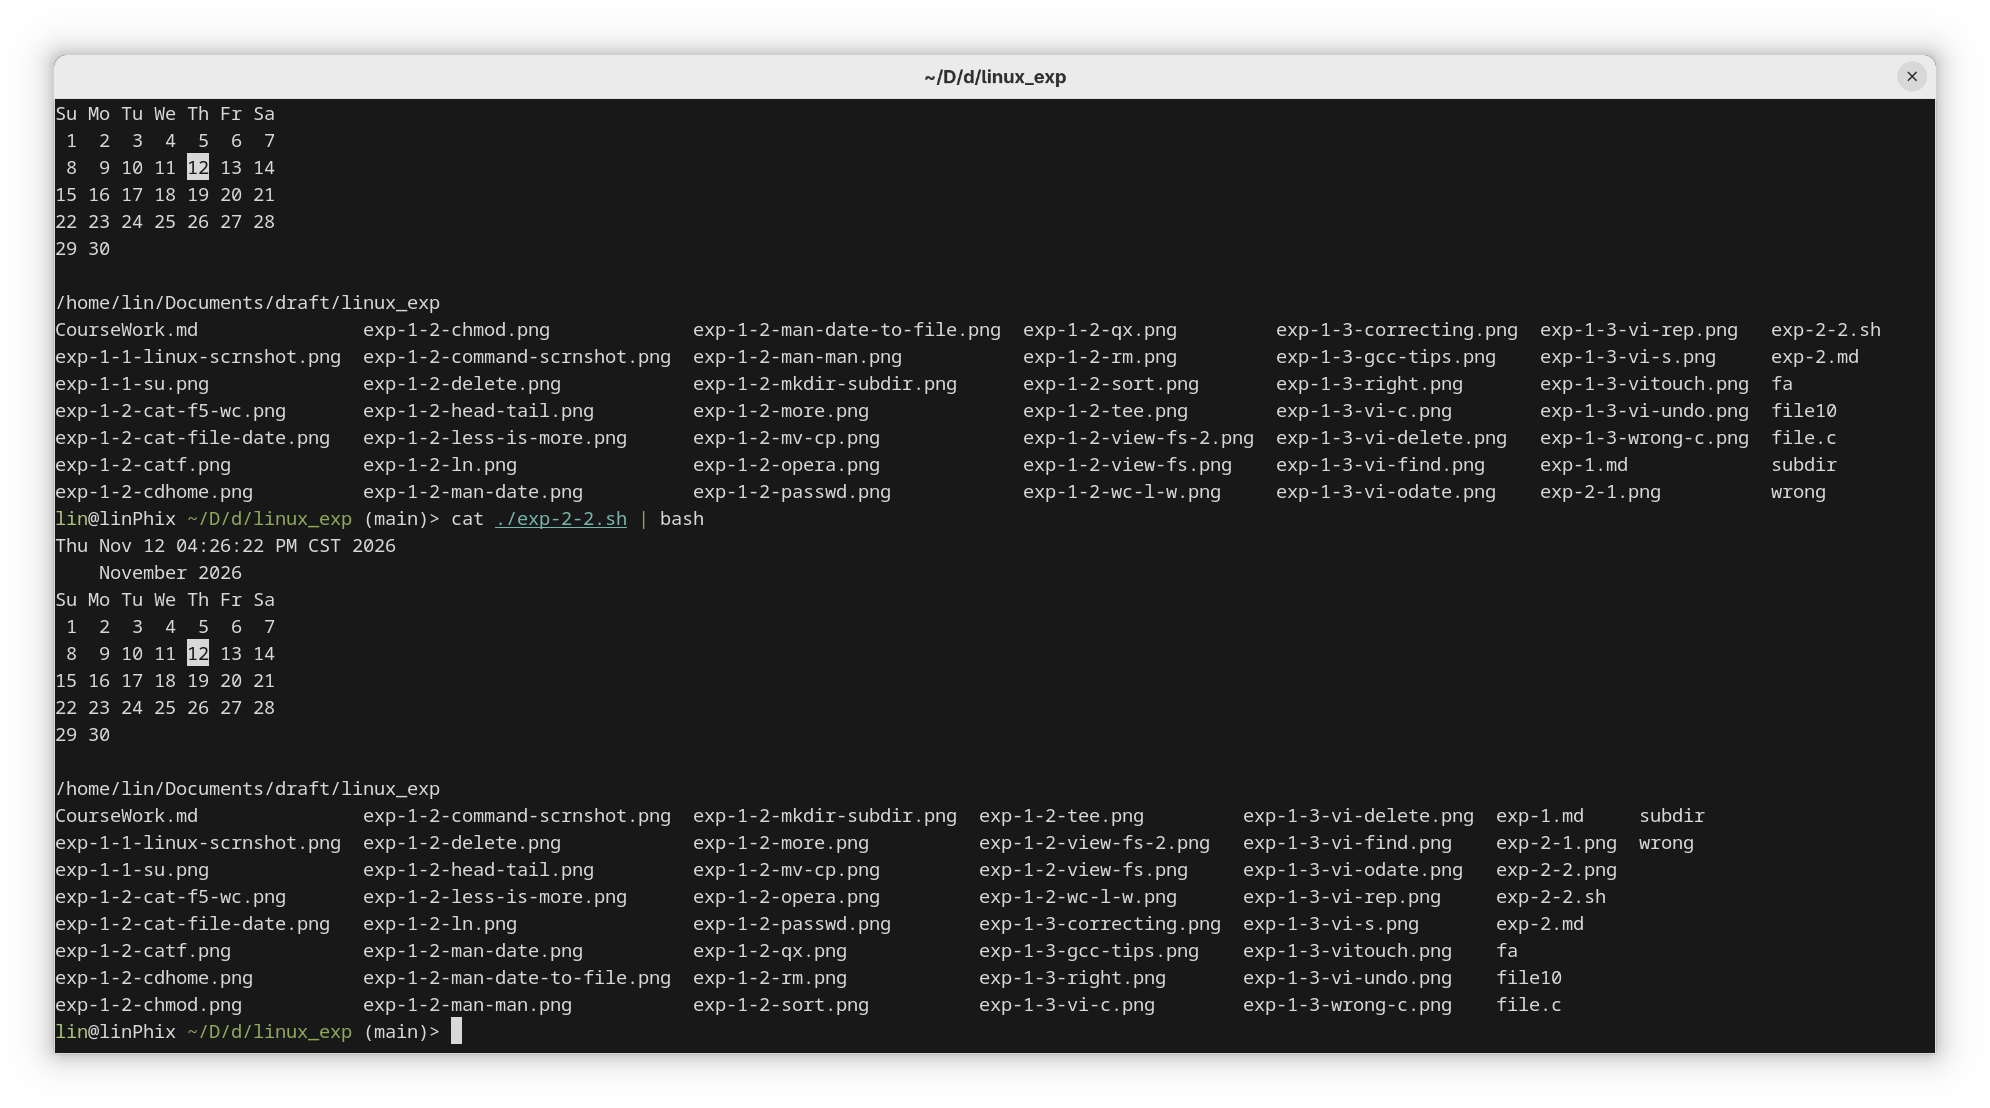 ~/D/d/linux_exp
Su Mo Tu We Th Fr Sa
 1  2  3  4  5  6  7
 8  9 10 11 12 13 14
15 16 17 18 19 20 21
22 23 24 25 26 27 28
29 30

/home/lin/Documents/draft/linux_exp
CourseWork.md               exp-1-2-chmod.png             exp-1-2-man-date-to-file.png  exp-1-2-qx.png         exp-1-3-correcting.png  exp-1-3-vi-rep.png   exp-2-2.sh
exp-1-1-linux-scrnshot.png  exp-1-2-command-scrnshot.png  exp-1-2-man-man.png           exp-1-2-rm.png         exp-1-3-gcc-tips.png    exp-1-3-vi-s.png     exp-2.md
exp-1-1-su.png              exp-1-2-delete.png            exp-1-2-mkdir-subdir.png      exp-1-2-sort.png       exp-1-3-right.png       exp-1-3-vitouch.png  fa
exp-1-2-cat-f5-wc.png       exp-1-2-head-tail.png         exp-1-2-more.png              exp-1-2-tee.png        exp-1-3-vi-c.png        exp-1-3-vi-undo.png  file10
exp-1-2-cat-file-date.png   exp-1-2-less-is-more.png      exp-1-2-mv-cp.png             exp-1-2-view-fs-2.png  exp-1-3-vi-delete.png   exp-1-3-wrong-c.png  file.c
exp-1-2-catf.png            exp-1-2-ln.png                exp-1-2-opera.png             exp-1-2-view-fs.png    exp-1-3-vi-find.png     exp-1.md             subdir
exp-1-2-cdhome.png          exp-1-2-man-date.png          exp-1-2-passwd.png            exp-1-2-wc-l-w.png     exp-1-3-vi-odate.png    exp-2-1.png          wrong
lin@linPhix ~/D/d/linux_exp (main)> cat ./exp-2-2.sh | bash
Thu Nov 12 04:26:22 PM CST 2026
    November 2026
Su Mo Tu We Th Fr Sa
 1  2  3  4  5  6  7
 8  9 10 11 12 13 14
15 16 17 18 19 20 21
22 23 24 25 26 27 28
29 30

/home/lin/Documents/draft/linux_exp
CourseWork.md               exp-1-2-command-scrnshot.png  exp-1-2-mkdir-subdir.png  exp-1-2-tee.png         exp-1-3-vi-delete.png  exp-1.md     subdir
exp-1-1-linux-scrnshot.png  exp-1-2-delete.png            exp-1-2-more.png          exp-1-2-view-fs-2.png   exp-1-3-vi-find.png    exp-2-1.png  wrong
exp-1-1-su.png              exp-1-2-head-tail.png         exp-1-2-mv-cp.png         exp-1-2-view-fs.png     exp-1-3-vi-odate.png   exp-2-2.png
exp-1-2-cat-f5-wc.png       exp-1-2-less-is-more.png      exp-1-2-opera.png         exp-1-2-wc-l-w.png      exp-1-3-vi-rep.png     exp-2-2.sh
exp-1-2-cat-file-date.png   exp-1-2-ln.png                exp-1-2-passwd.png        exp-1-3-correcting.png  exp-1-3-vi-s.png       exp-2.md
exp-1-2-catf.png            exp-1-2-man-date.png          exp-1-2-qx.png            exp-1-3-gcc-tips.png    exp-1-3-vitouch.png    fa
exp-1-2-cdhome.png          exp-1-2-man-date-to-file.png  exp-1-2-rm.png            exp-1-3-right.png       exp-1-3-vi-undo.png    file10
exp-1-2-chmod.png           exp-1-2-man-man.png           exp-1-2-sort.png          exp-1-3-vi-c.png        exp-1-3-wrong-c.png    file.c
lin@linPhix ~/D/d/linux_exp (main)>